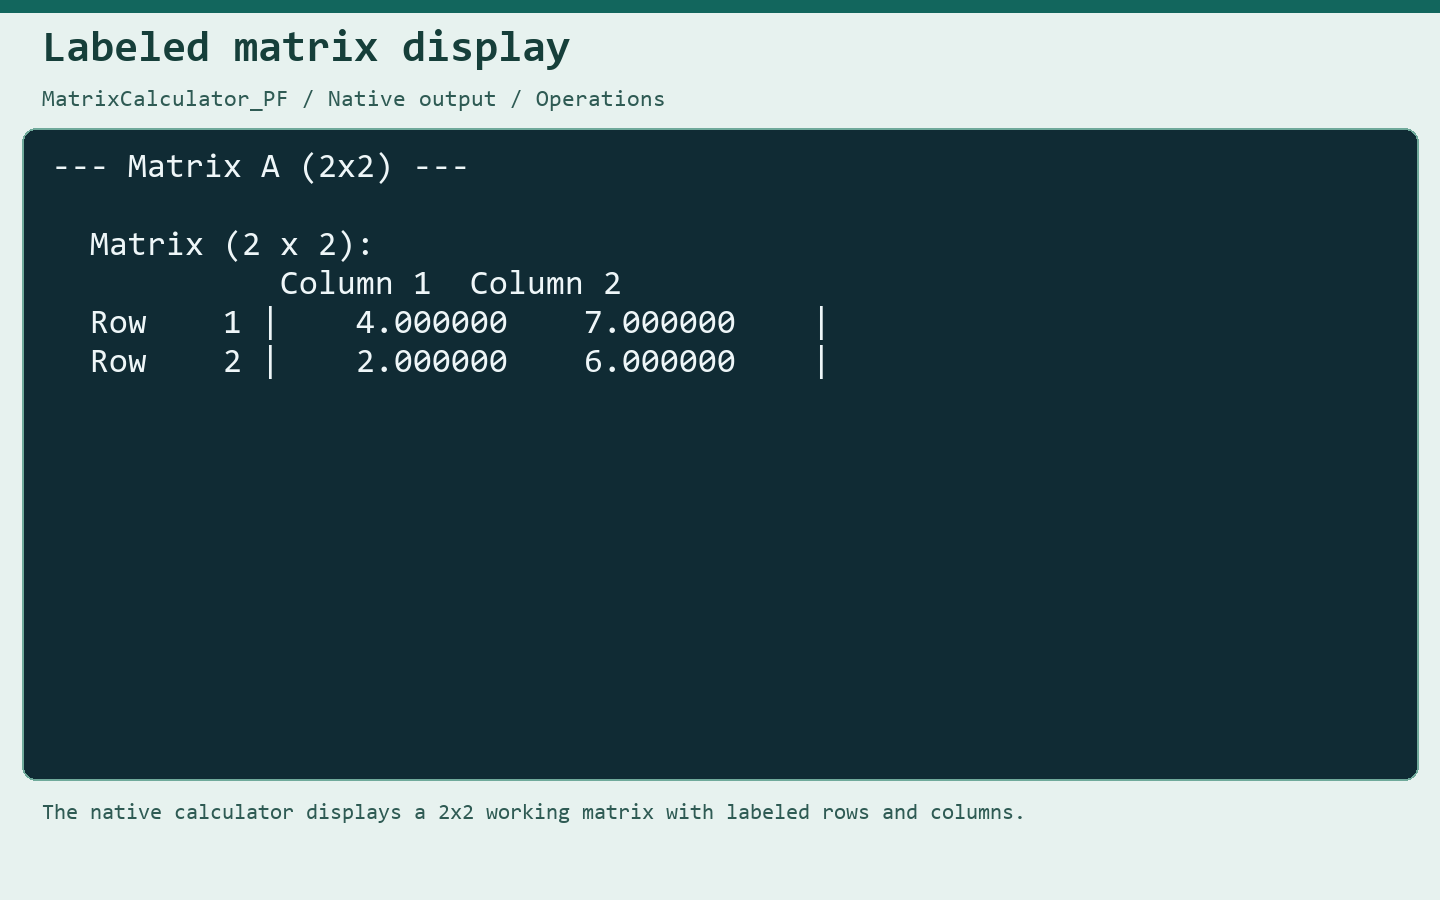 Labeled matrix display
MatrixCalculator_PF / Native output / Operations
--- Matrix A (2x2) ---
Matrix (2 x 2):
Column 1  Column 2
Row    1 |    4.000000    7.000000    |
Row    2 |    2.000000    6.000000    |
The native calculator displays a 2x2 working matrix with labeled rows and columns.